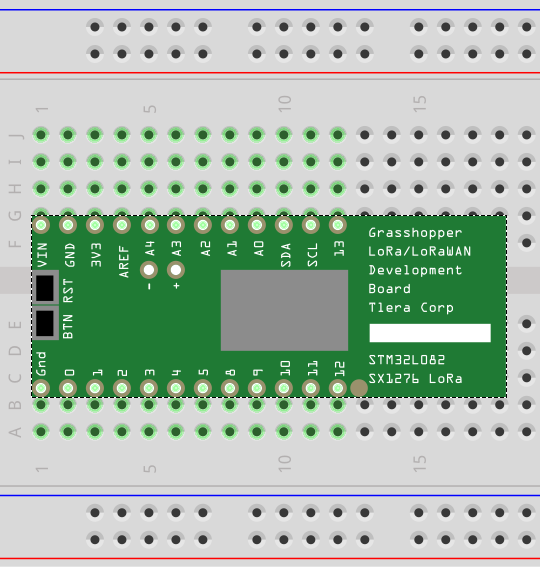 1 5 10 15
J
I
H
G
F
VIN GND 3V3 AREF A4 A3 A2 A1 A0 SDA SCL 13
- +
RST
BTN
Grasshopper
LoRa/LoRaWAN
Development
Board
Tlera Corp
STM32L082
SX1276 LoRa
Gnd 0 1 2 3 4 5 8 9 10 11 12
E
D
C
B
A
1 5 10 15